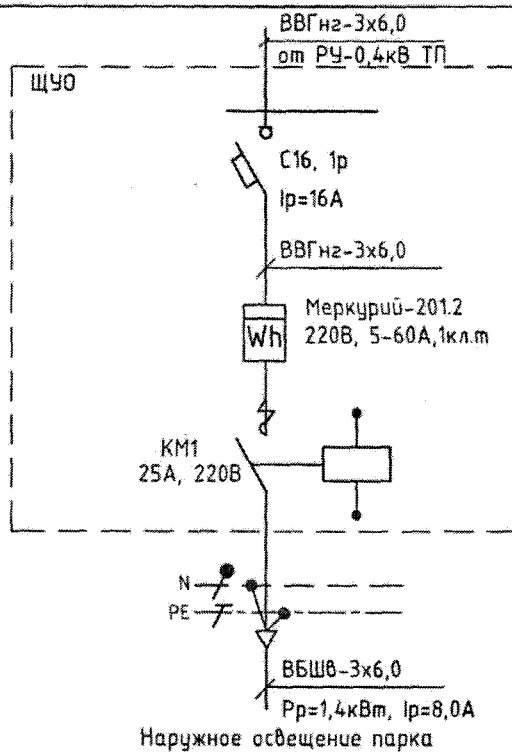 ВВГнг-3х6,0
от РУ-0,4кВ ТП
ЩУО
С16, 1р
Iр=16А
ВВГнг-3х6,0
Меркурий-201.2
220В, 5-60А,1кл.т
Wh
КМ1
25А, 220В
N
PE
ВБШв-3х6,0
Рр=1,4кВт, Iр=8,0А
Наружное освещение парка